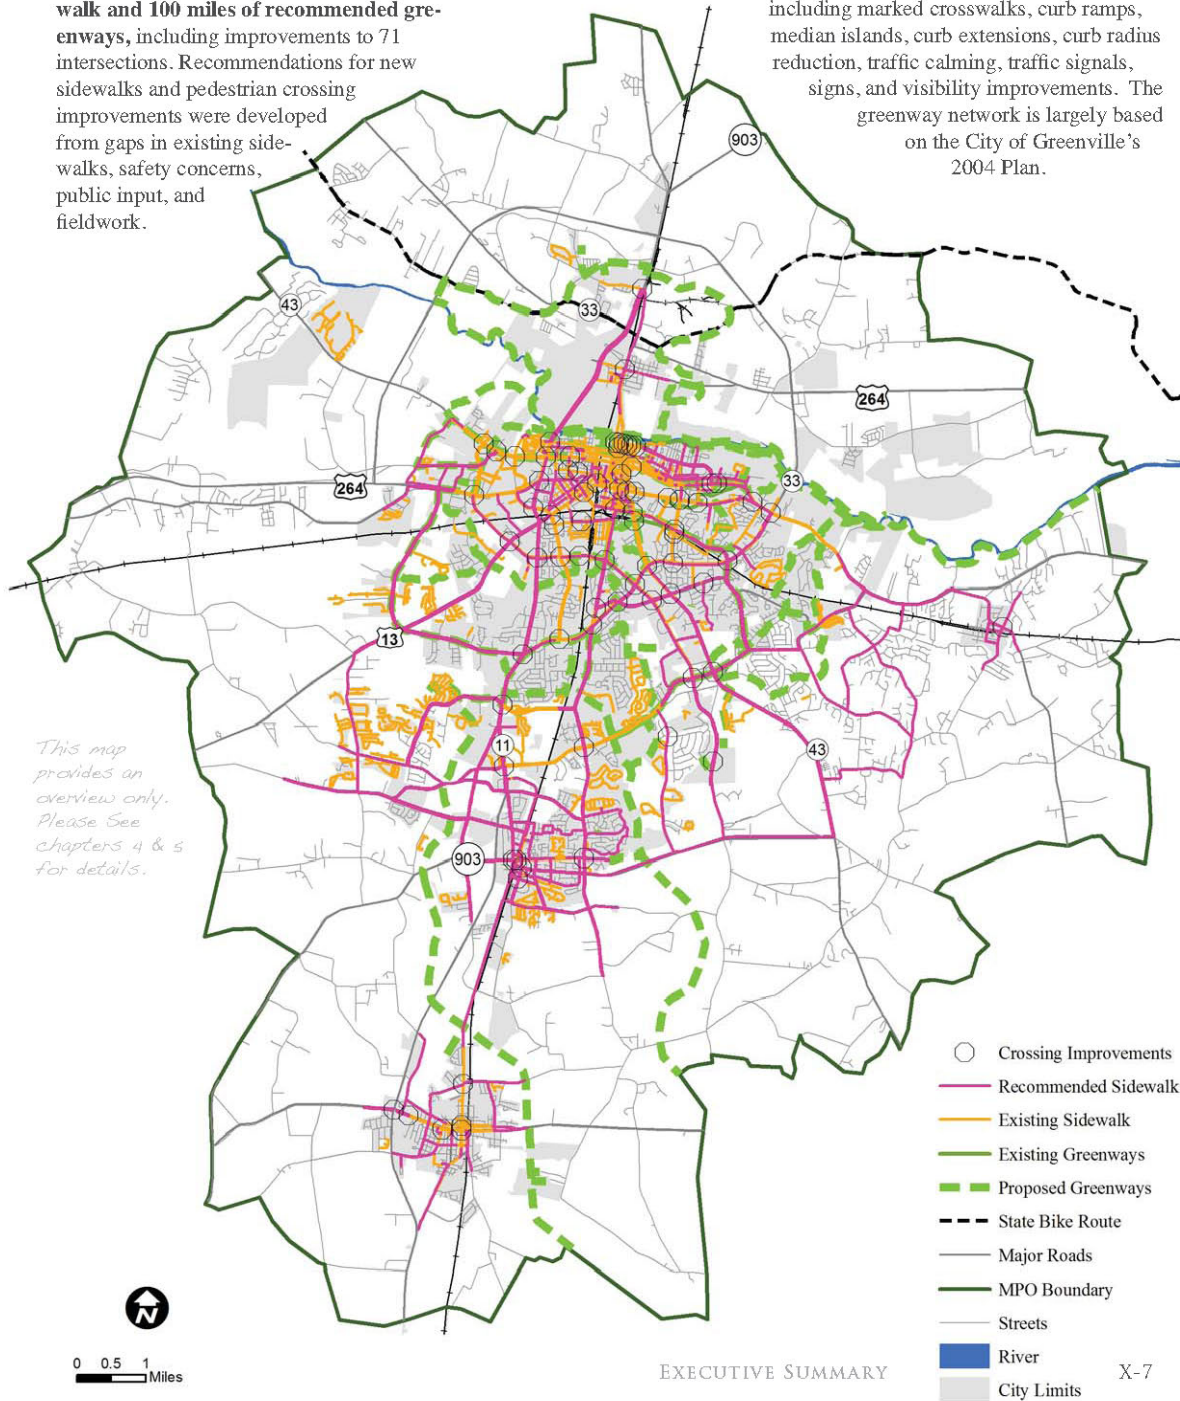 walk and 100 miles of recommended gre-
enways, including improvements to 71
intersections. Recommendations for new
sidewalks and pedestrian crossing
improvements were developed
from gaps in existing side-
walks, safety concerns,
public input, and
fieldwork.
including marked crosswalks, curb ramps,
median islands, curb extensions, curb radius
reduction, traffic calming, traffic signals,
signs, and visibility improvements. The
greenway network is largely based
on the City of Greenville's
2004 Plan.
903
43
33
264
264
33
13
11
43
903
This map
provides an
overview only.
Please See
chapters 4 & 5
for details.
Crossing Improvements
Recommended Sidewalk
Existing Sidewalk
Existing Greenways
Proposed Greenways
State Bike Route
Major Roads
MPO Boundary
Streets
River
City Limits
N
0 0.5 1
Miles
EXECUTIVE SUMMARY
X-7